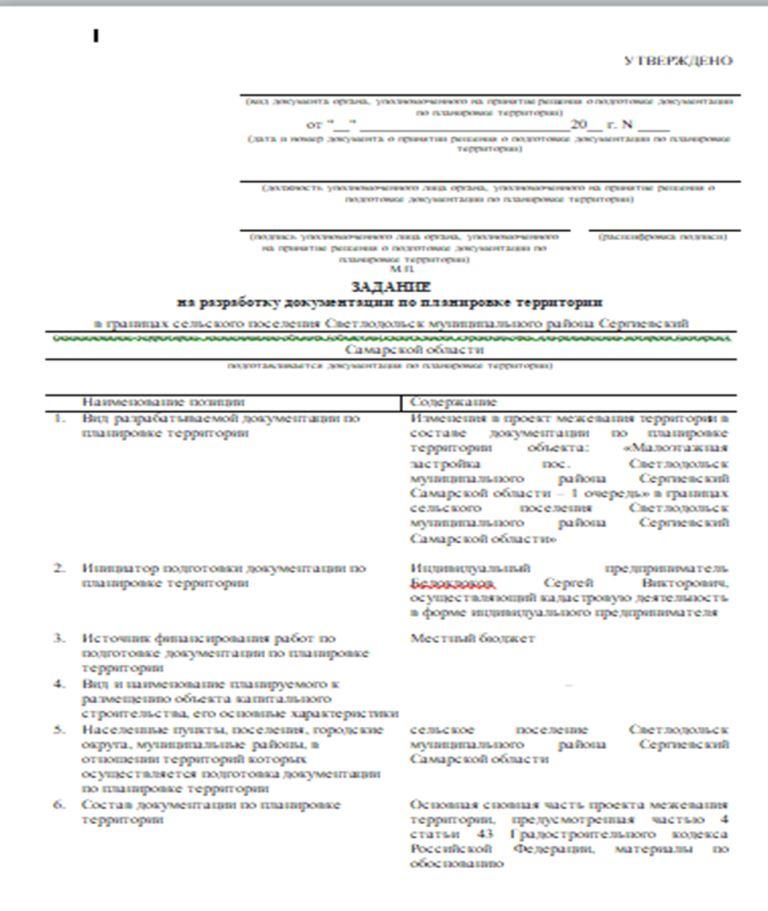 УТВЕРЖДЕНО
(вид документа органа, уполномоченного на принятие решения о подготовке документации
по планировке территории)
от "__" ____________________________20__ г. N ____
(дата и номер документа о принятии решения о подготовке документации по планировке
территории)
(должность уполномоченного лица органа, уполномоченного на принятие решения о
подготовке документации по планировке территории)
(подпись уполномоченного лица органа, уполномоченного
на принятие решения о подготовке документации по
планировке территории)
(расшифровка подписи)
М.П.
ЗАДАНИЕ
на разработку документации по планировке территории
в границах сельского поселения Светлодольск муниципального района Сергиевский
Самарской области
подготавливается документации по планировке территории)
Наименование позиции
Содержание
1. Вид разрабатываемой документации по
планировке территории
Изменения в проект межевания территории в
составе документации по планировке
территории объекта: «Малоэтажная
застройка пос. Светлодольск
муниципального района Сергиевский
Самарской области – 1 очередь» в границах
сельского поселения Светлодольск
муниципального района Сергиевский
Самарской области»
2. Инициатор подготовки документации по
планировке территории
Индивидуальный предприниматель
Сергей Викторович,
осуществляющий кадастровую деятельность
в форме индивидуального предпринимателя
3. Источник финансирования работ по
подготовке документации по планировке
территории
Местный бюджет
4. Вид и наименование планируемого к
размещению объекта капитального
строительства, его основные характеристики
–
5. Населенные пункты, поселения, городские
округа, муниципальные районы, в
отношении территорий которых
осуществляется подготовка документации
по планировке территории
сельское поселение Светлодольск
муниципального района Сергиевский
Самарской области
6. Состав документации по планировке
территории
Основная сновная часть проекта межевания
территории, предусмотренная частью 4
статьи 43 Градостроительного кодекса
Российской Федерации, материалы по
обоснованию